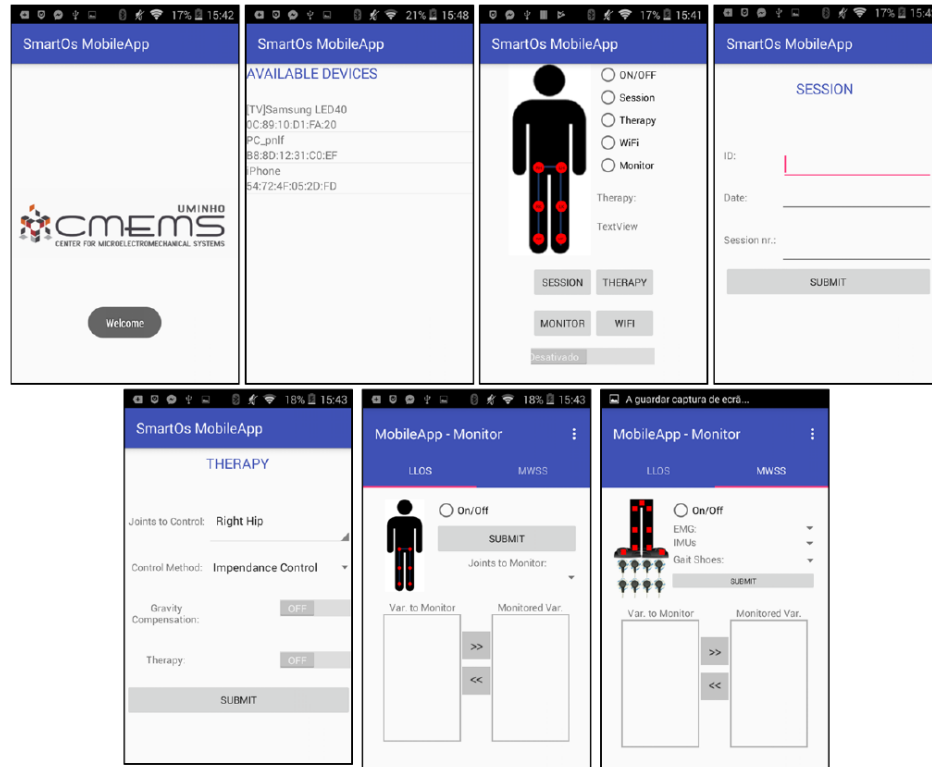 17% 15:42
SmartOs MobileApp
UMINHO
CMEMS
CENTER FOR MICROELECTROMECHANICAL SYSTEMS
Welcome
21% 15:48
SmartOs MobileApp
AVAILABLE DEVICES
[TV]Samsung LED40
0C:89:10:D1:FA:20
PC_pnlf
B8:8D:12:31:C0:EF
iPhone
54:72:4F:05:2D:FD
17% 15:41
SmartOs MobileApp
ON/OFF
Session
Therapy
WiFi
Monitor
Therapy:
TextView
SESSION THERAPY
MONITOR WIFI
Desativado
17%
SmartOs MobileApp
SESSION
ID:
Date:
Session nr.:
SUBMIT
18% 15:43
SmartOs MobileApp
THERAPY
Joints to Control: Right Hip
Control Method: Impendance Control
Gravity
Compensation: OFF
Therapy: OFF
SUBMIT
18% 15:43
MobileApp - Monitor
LLOS MWSS
On/Off
SUBMIT
Joints to Monitor:
Var. to Monitor Monitored Var.
>>
<<
A guardar captura de ecrã...
MobileApp - Monitor
LLOS MWSS
On/Off
EMG:
IMUs
Gait Shoes:
SUBMIT
Var. to Monitor Monitored Var.
>>
<<